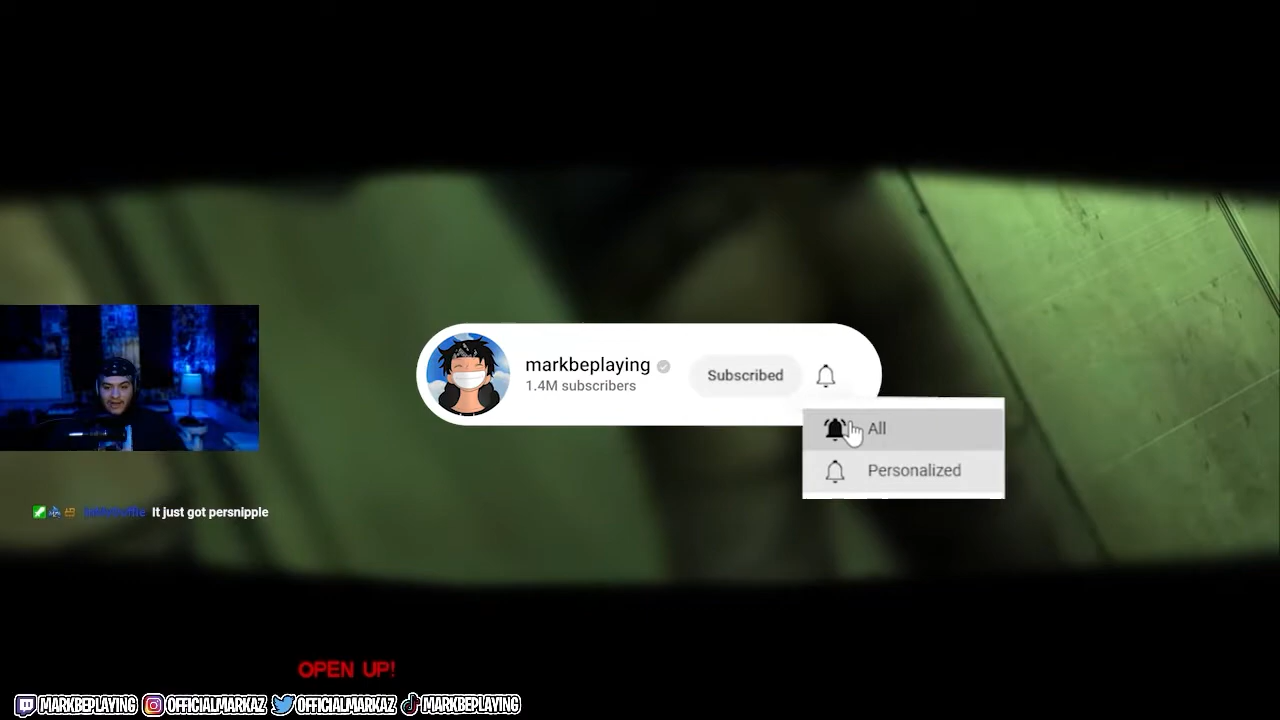 markbeplaying
1.4M subscribers
Subscribed
All
Personalized
It just got persnipple
OPEN UP!
MARKBEPLAYING OFFICIALMARKAZ OFFICIALMARKAZ MARKBEPLAYING